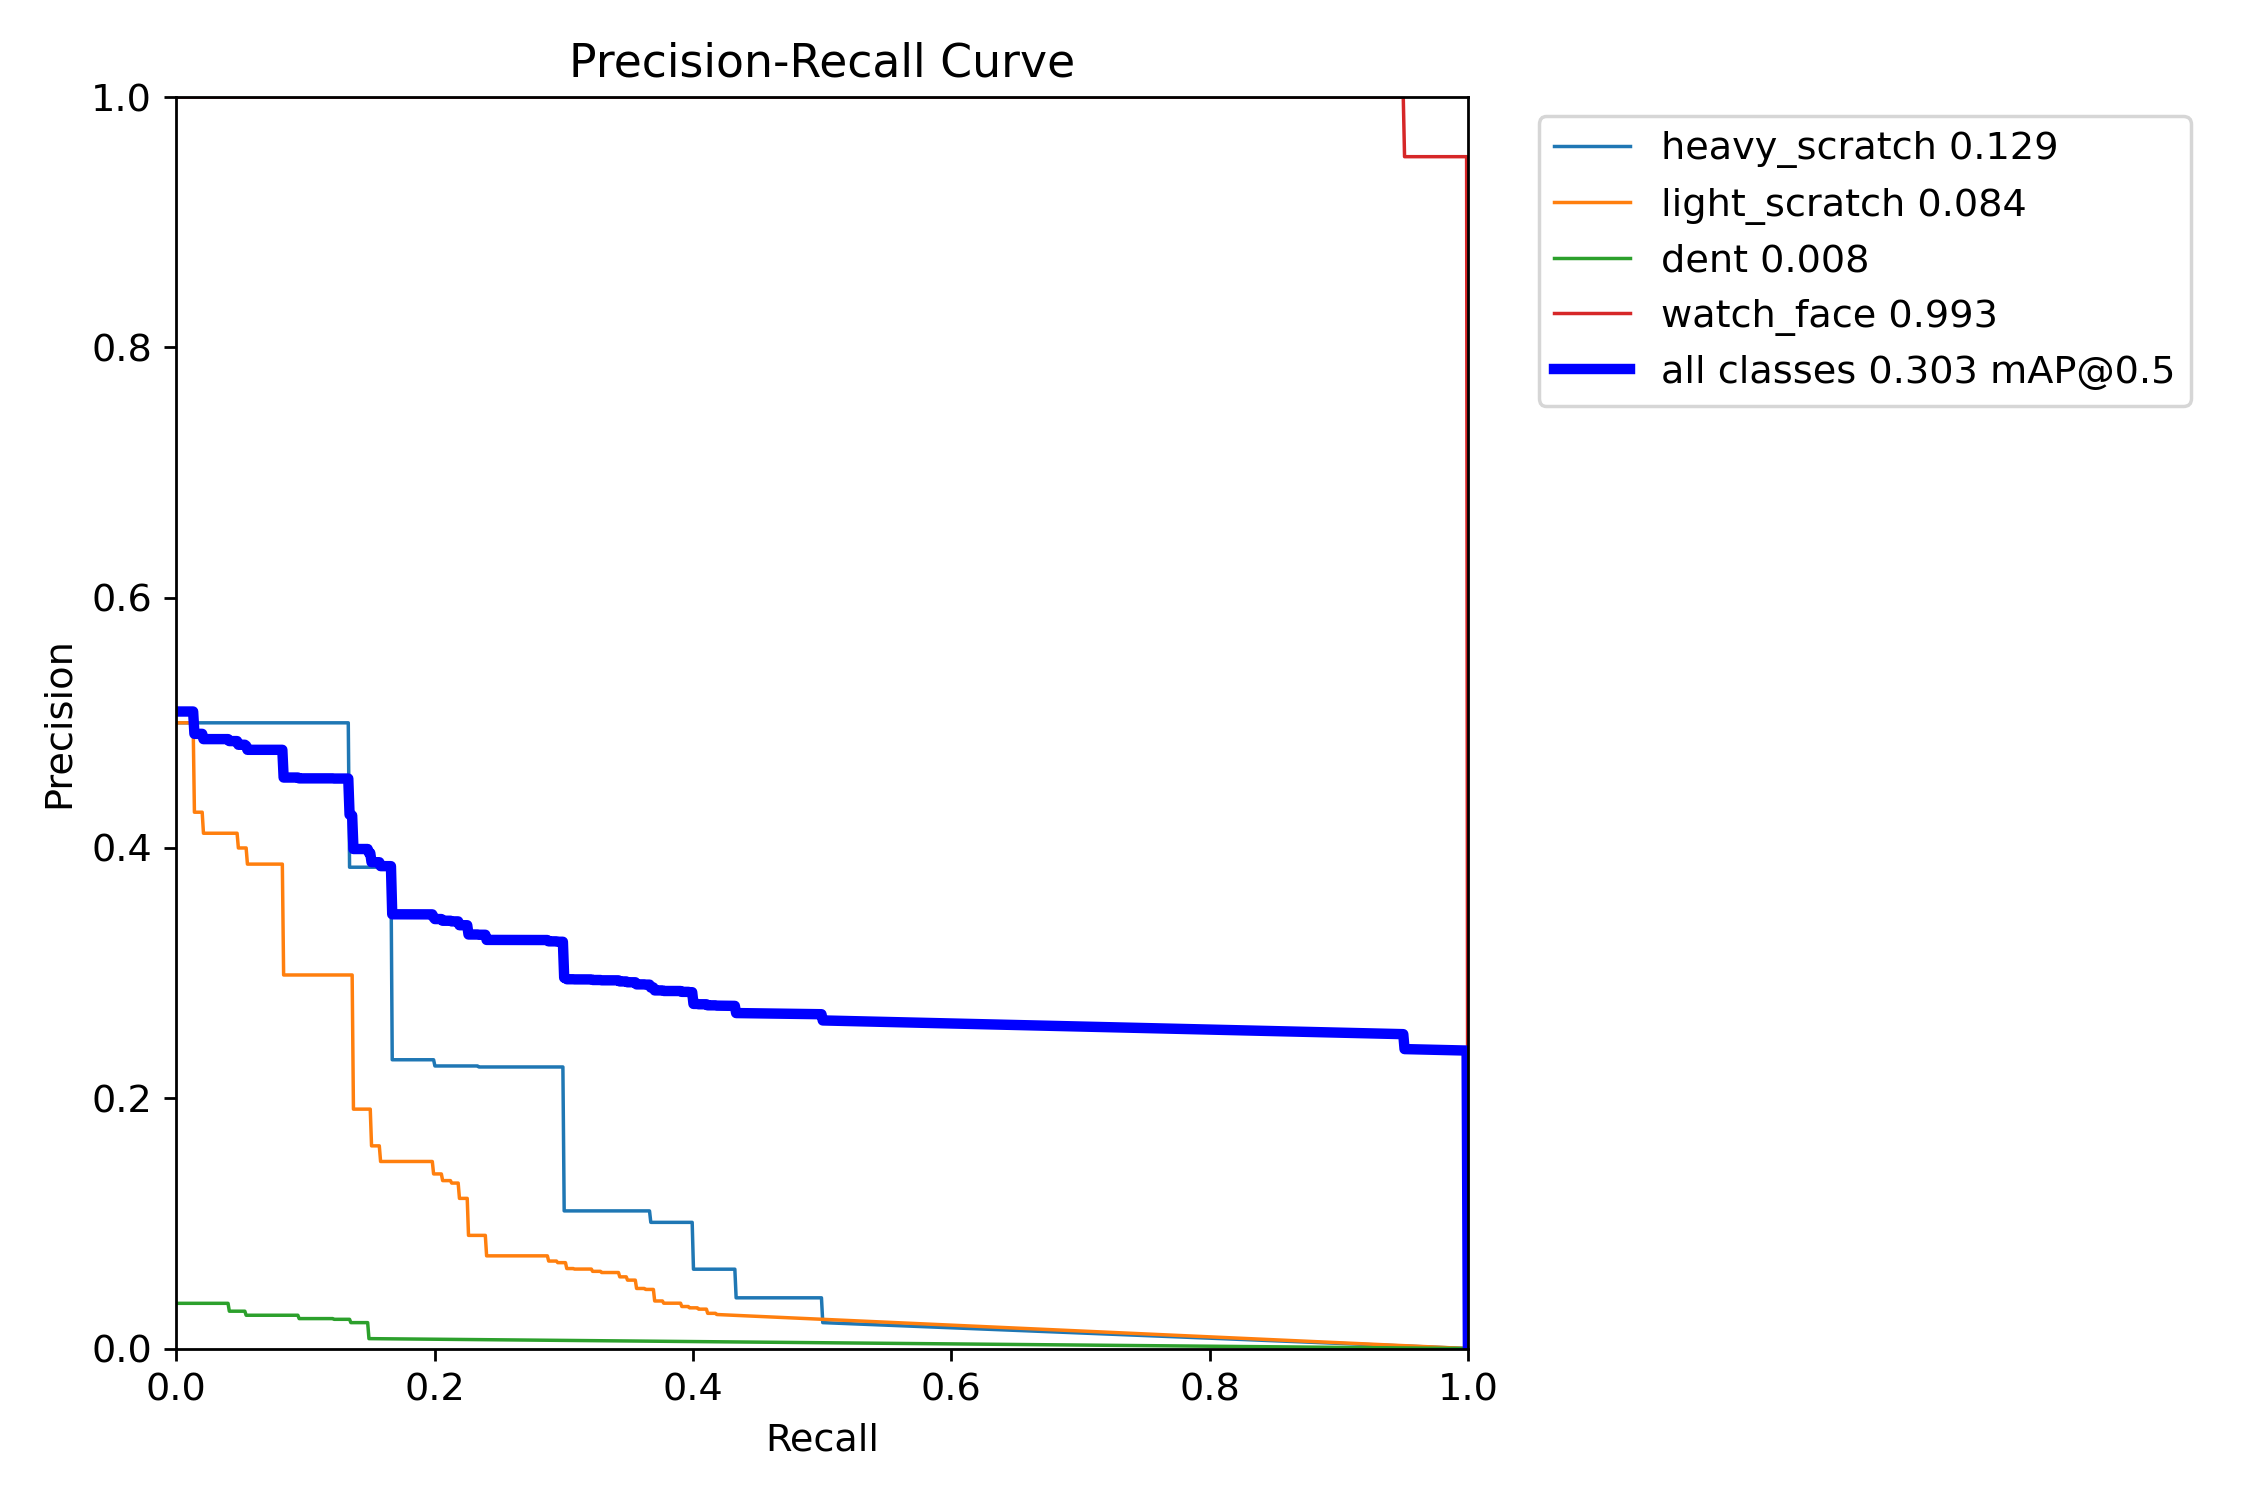 Precision-Recall Curve
1.0
0.8
0.6
0.4
0.2
0.0
Precision
0.0 0.2 0.4 0.6 0.8 1.0
Recall
heavy_scratch 0.129
light_scratch 0.084
dent 0.008
watch_face 0.993
all classes 0.303 mAP@0.5